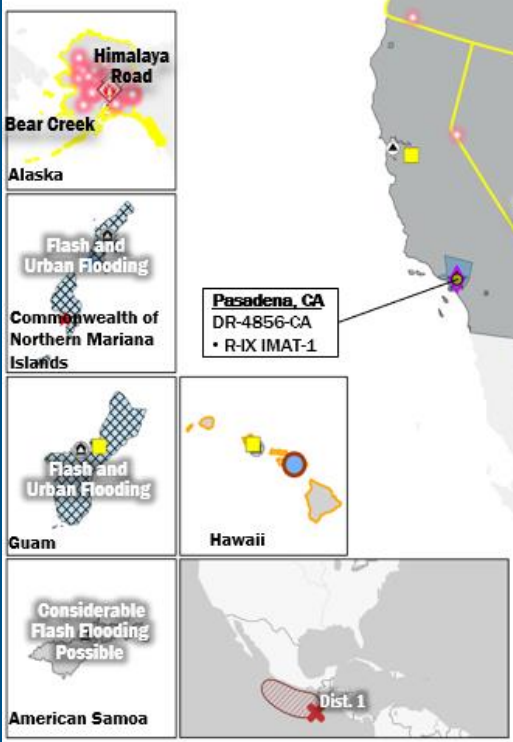 Himalaya
Road
Bear Creek
Alaska
Flash and
Urban Flooding
Commonwealth of
Northern Mariana
Islands
Pasadena, CA
DR-4856-CA
• R-IX IMAT-1
Flash and
Urban Flooding
Guam
Hawaii
Considerable
Flash Flooding
Possible
American Samoa
Dist. 1